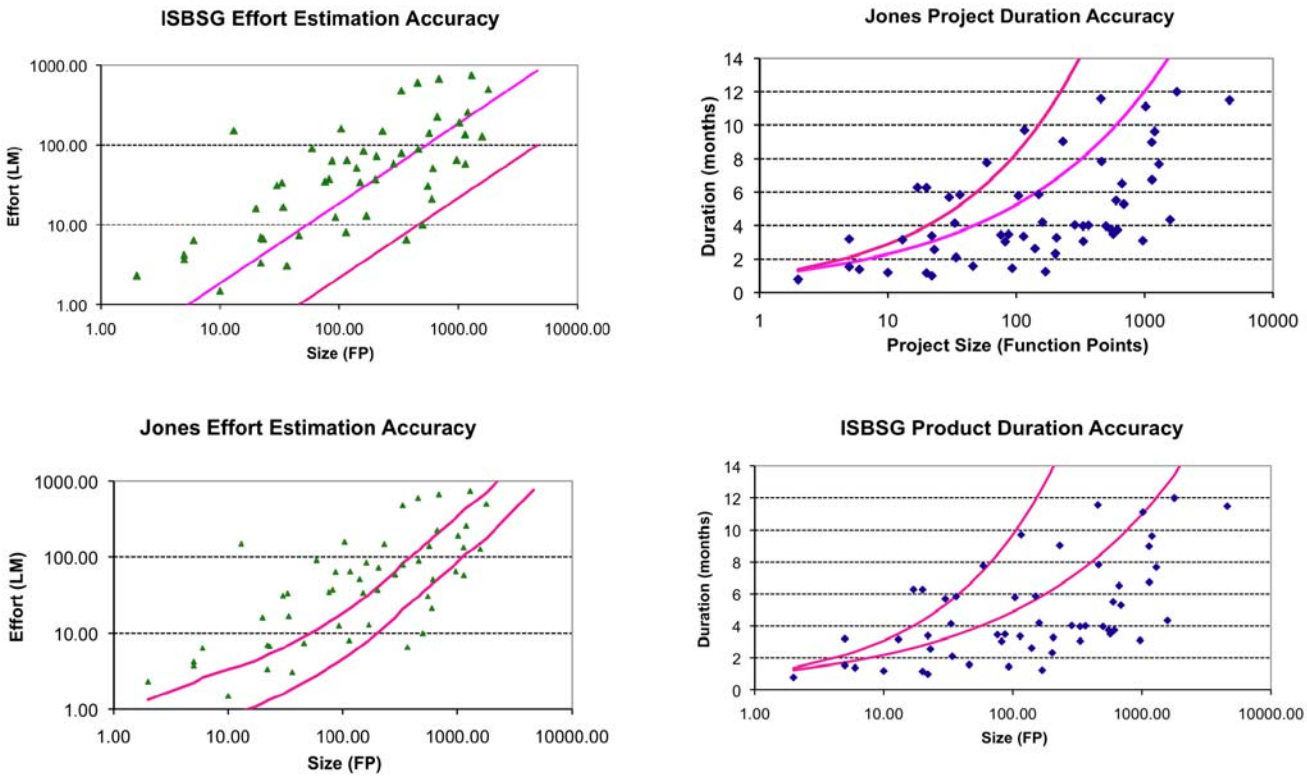 ISBSG Effort Estimation Accuracy
1000.00
100.00
10.00
1.00
Effort (LM)
1.00 10.00 100.00 1000.00 10000.00
Size (FP)
Jones Project Duration Accuracy
14
12
10
8
6
4
2
0
Duration (months)
1 10 100 1000 10000
Project Size (Function Points)
Jones Effort Estimation Accuracy
1000.00
100.00
10.00
1.00
Effort (LM)
1.00 10.00 100.00 1000.00 10000.00
Size (FP)
ISBSG Product Duration Accuracy
14
12
10
8
6
4
2
0
Duration (months)
1.00 10.00 100.00 1000.00 10000.00
Size (FP)